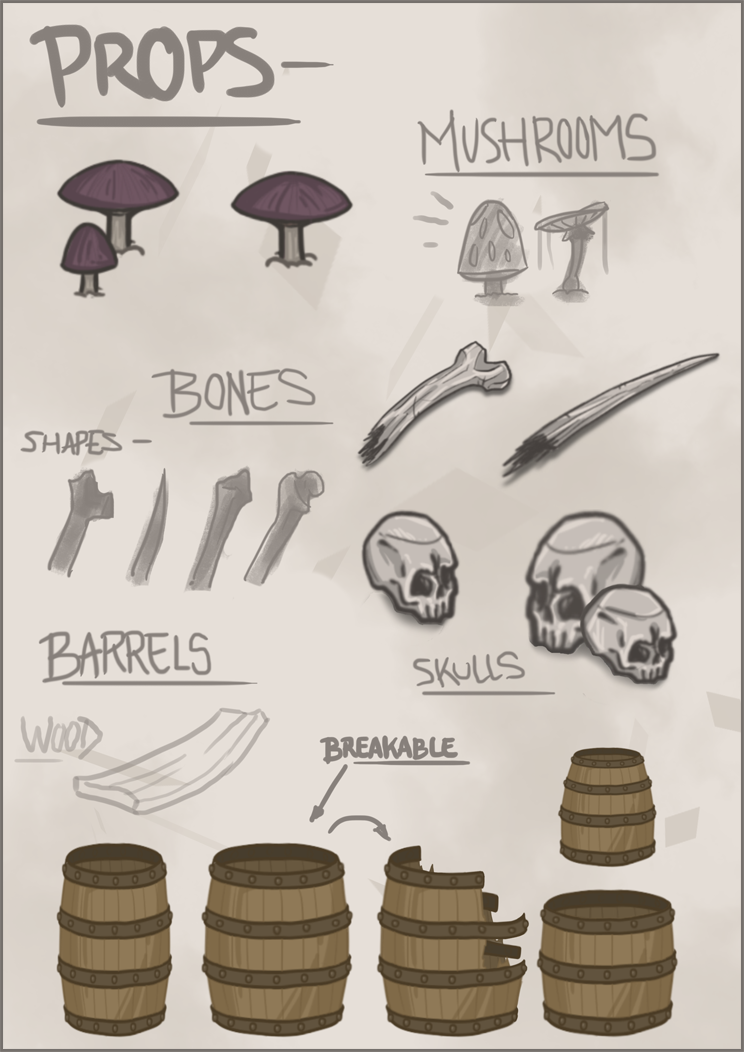 PROPS-
MUSHROOMS
BONES
SHAPES -
BARRELS
SKULLS
WOOD
BREAKABLE